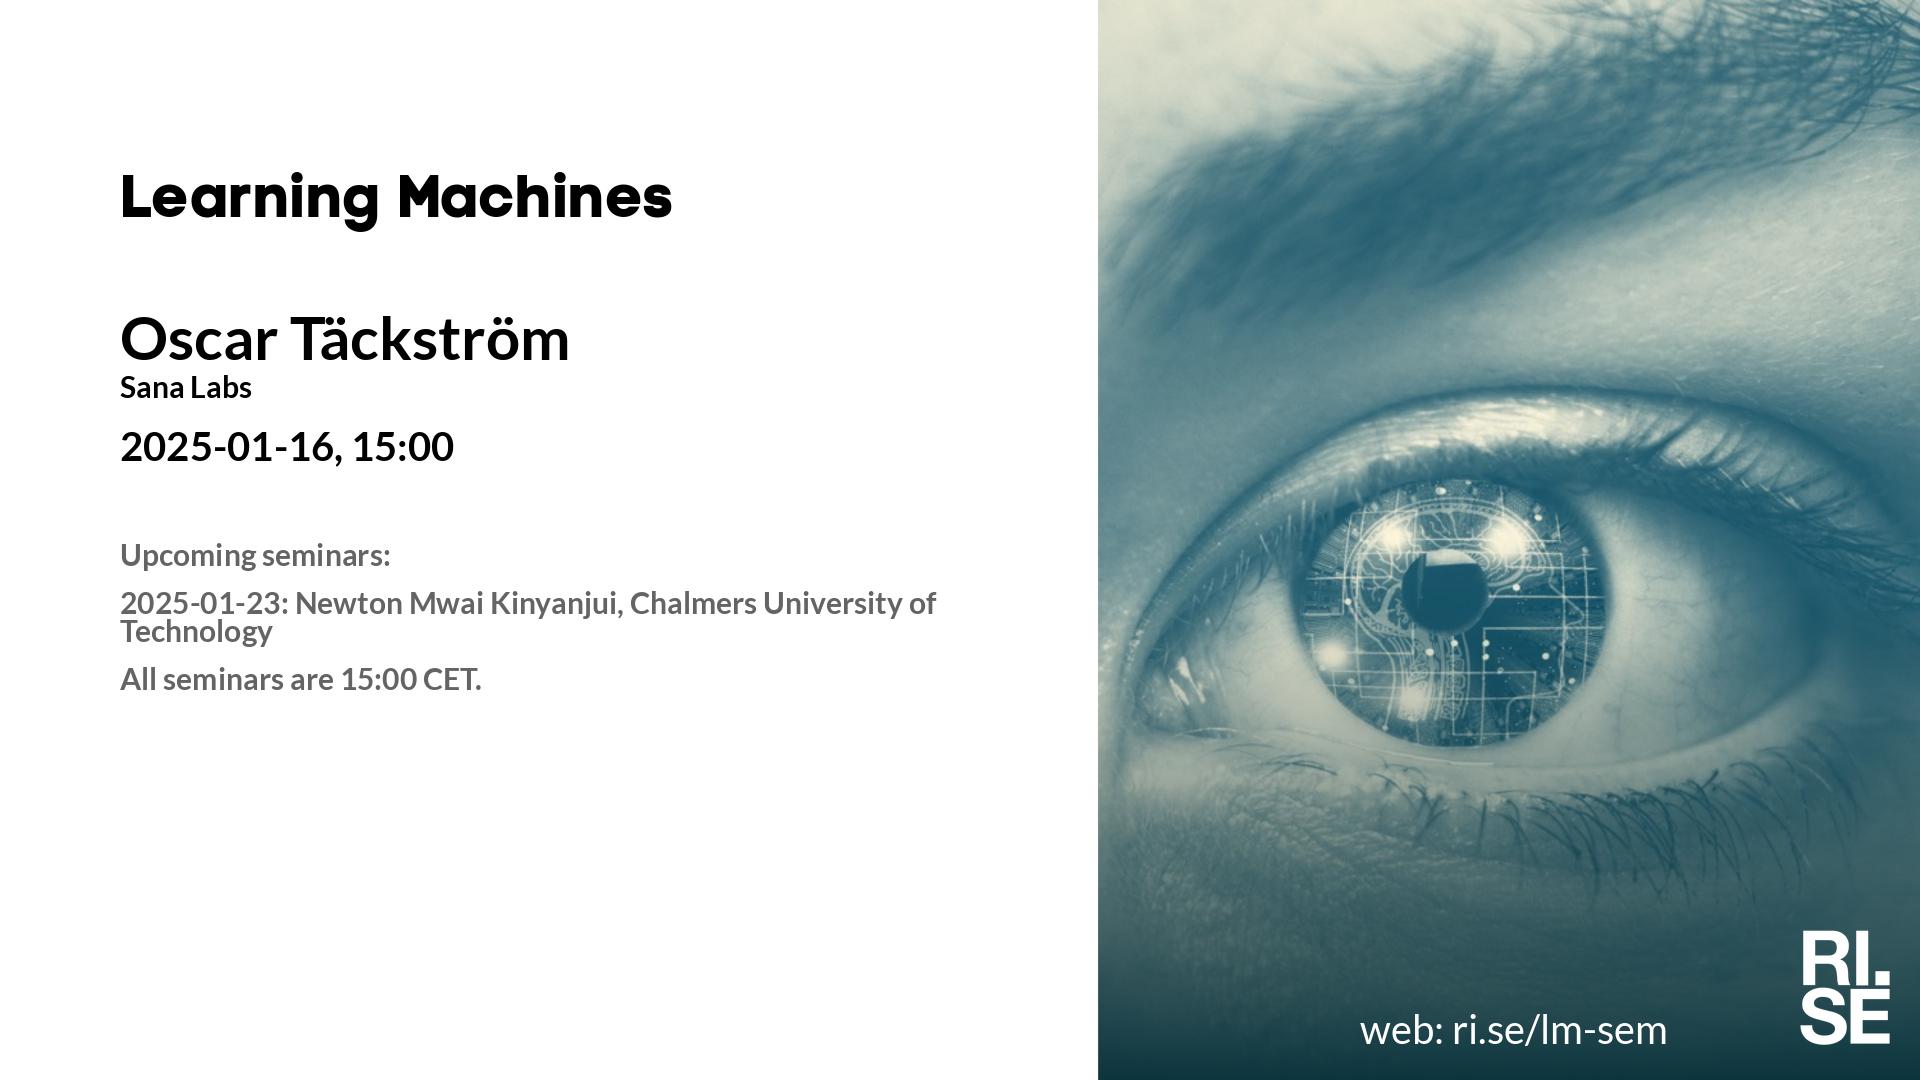 Learning Machines
Oscar Täckström
Sana Labs
2025-01-16, 15:00
Upcoming seminars:
2025-01-23: Newton Mwai Kinyanjui, Chalmers University of
Technology
All seminars are 15:00 CET.
web: ri.se/lm-sem
RI.
SE